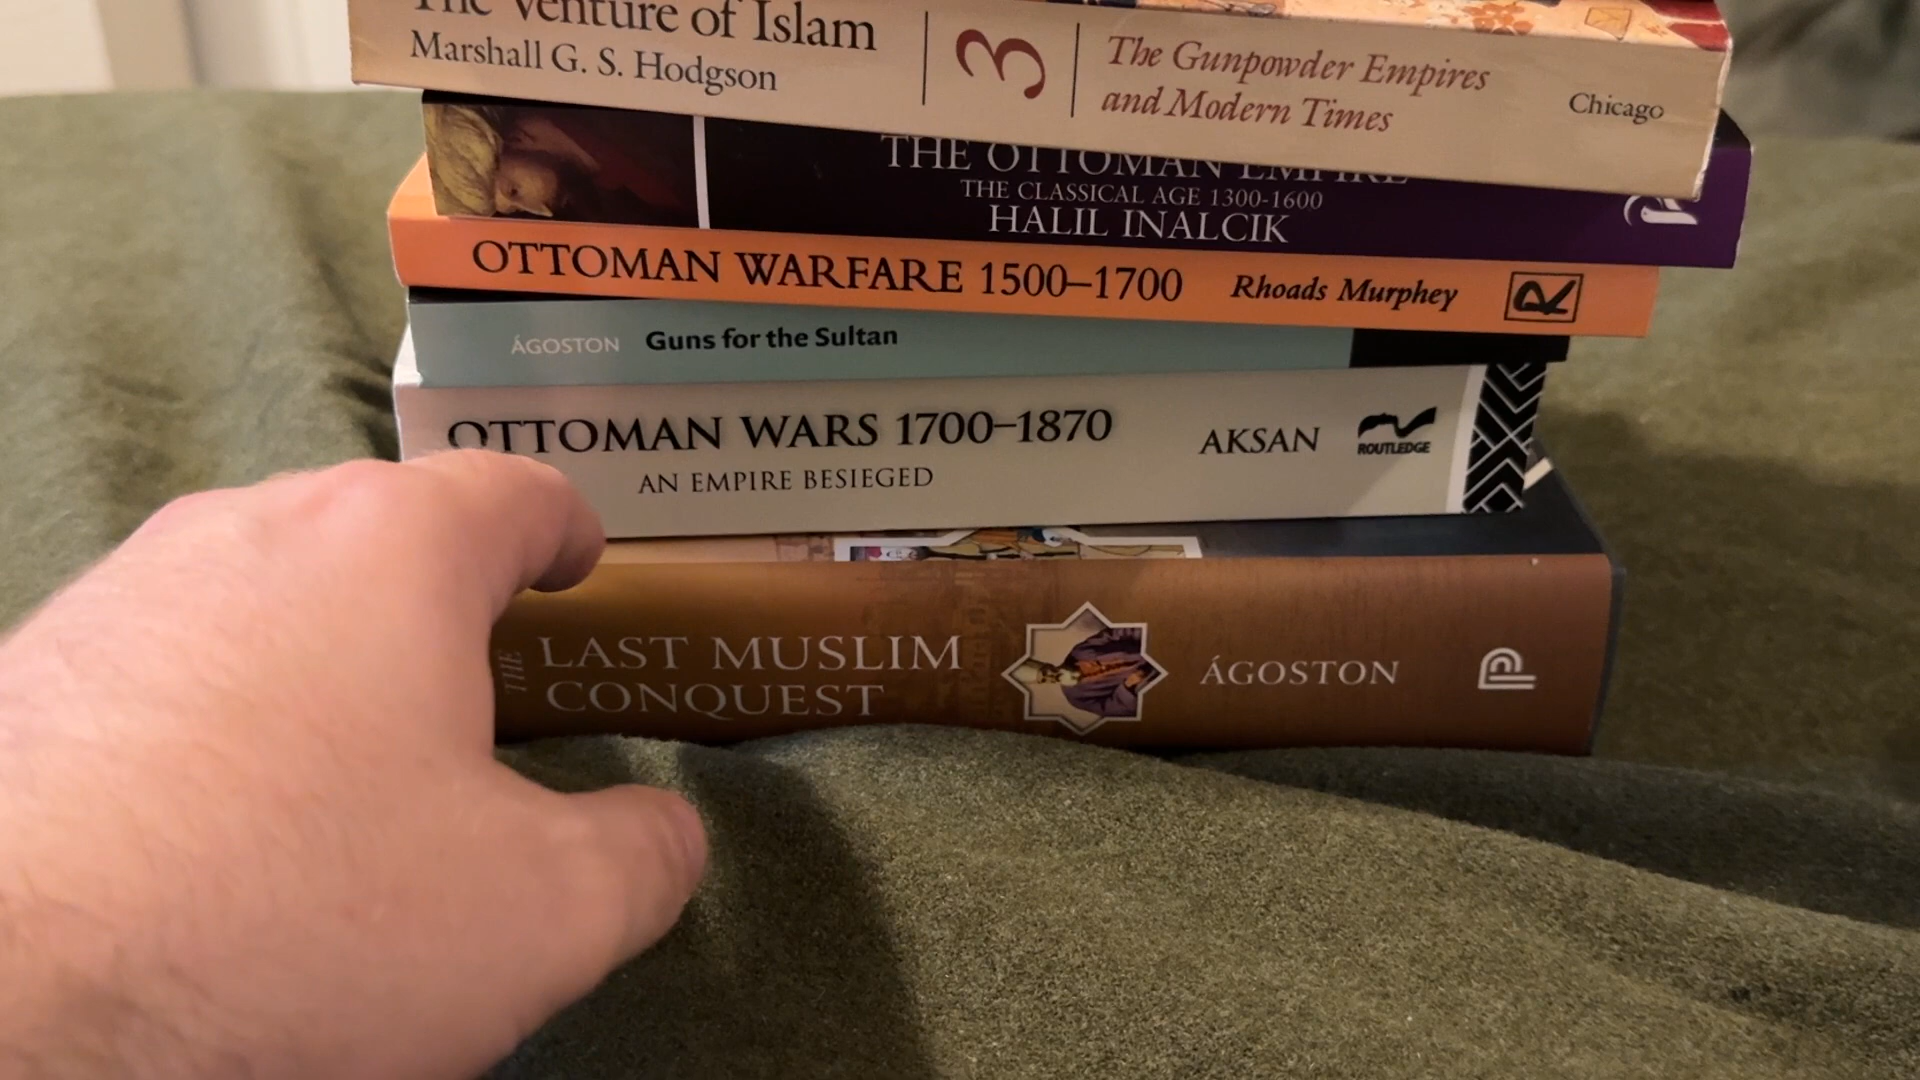 The Venture of Islam
Marshall G. S. Hodgson
3
The Gunpowder Empires
and Modern Times
Chicago
THE OTTOMAN EMPIRE
THE CLASSICAL AGE 1300-1600
HALIL INALCIK
OTTOMAN WARFARE 1500–1700
Rhoads Murphey
R
ÁGOSTON
Guns for the Sultan
OTTOMAN WARS 1700–1870
AN EMPIRE BESIEGED
AKSAN
ROUTLEDGE
THE
LAST MUSLIM
CONQUEST
ÁGOSTON